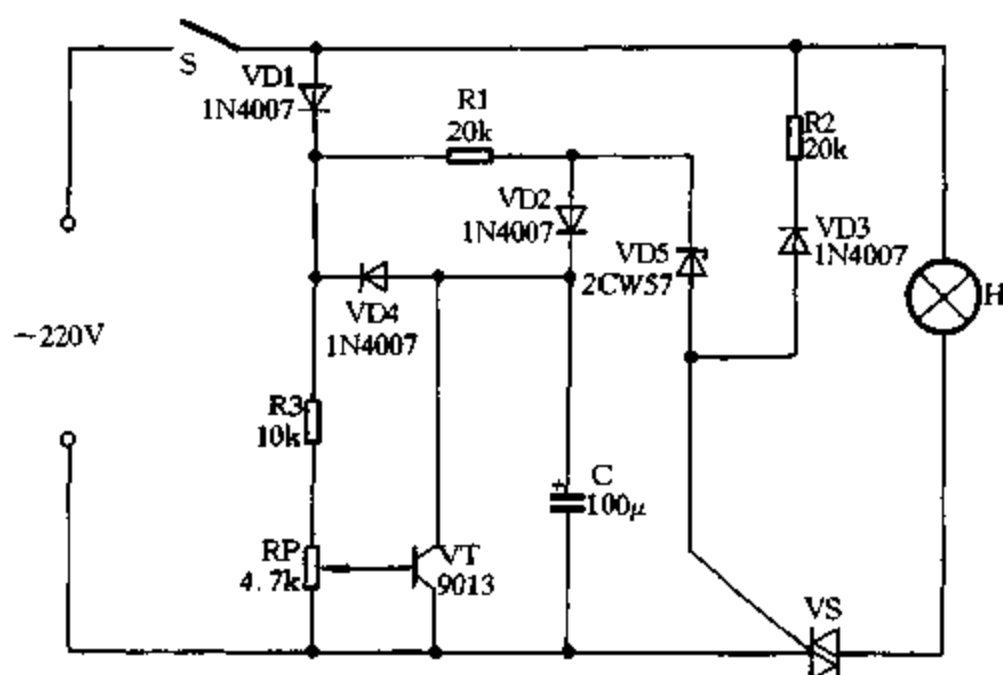 S
VD1
1N4007
R1
20k
R2
20k
VD2
1N4007
VD5
2CW57
VD3
1N4007
H
~220V
VD4
1N4007
R3
10k
+
C
100μ
RP
4.7k
VT
9013
VS